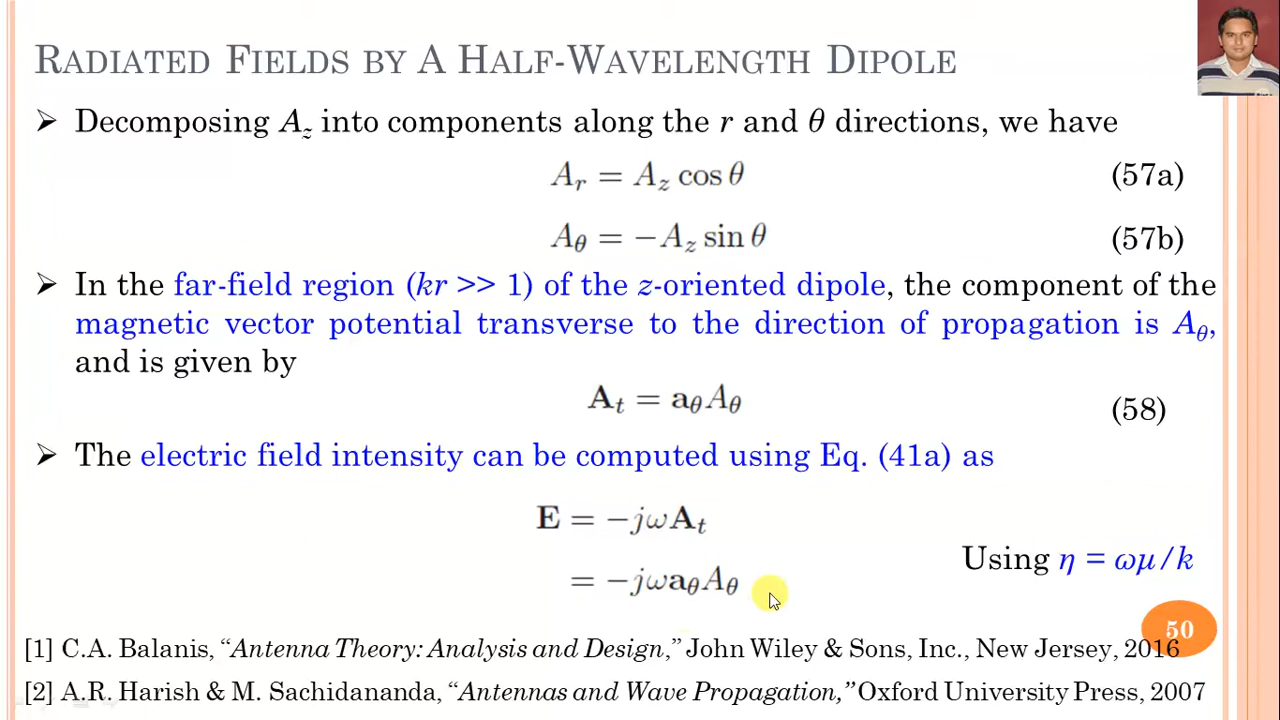 RADIATED FIELDS BY A HALF-WAVELENGTH DIPOLE
➢ Decomposing A_z into components along the r and θ directions, we have
A_r = A_z cos θ (57a)
A_θ = −A_z sin θ (57b)
➢ In the far-field region (kr >> 1) of the z-oriented dipole, the component of the
magnetic vector potential transverse to the direction of propagation is A_θ,
and is given by
A_t = a_θ A_θ (58)
➢ The electric field intensity can be computed using Eq. (41a) as
E = −jωA_t
Using η = ωμ/k
= −jωa_θ A_θ
50
[1] C.A. Balanis, “Antenna Theory: Analysis and Design,” John Wiley & Sons, Inc., New Jersey, 2016
[2] A.R. Harish & M. Sachidananda, “Antennas and Wave Propagation,” Oxford University Press, 2007